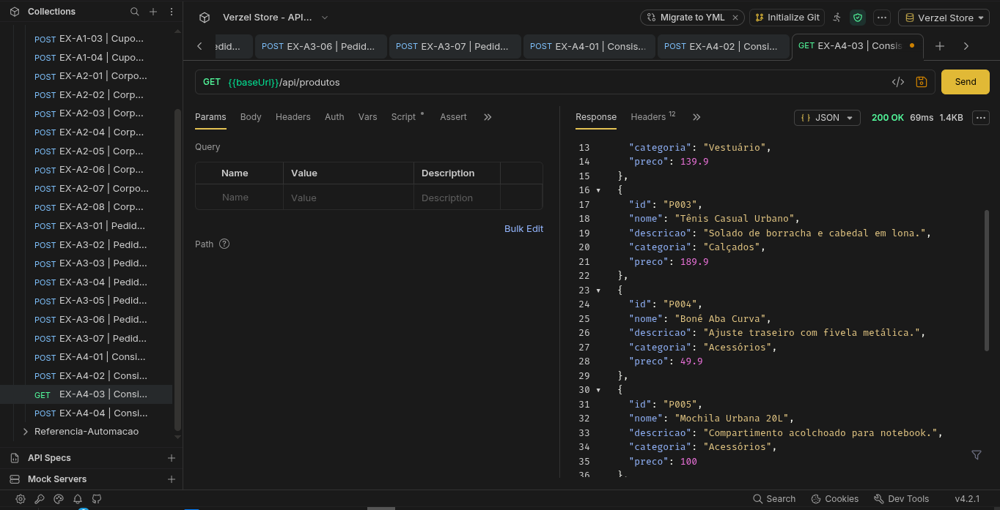 Collections
Verzel Store - API...
Migrate to YML
Initialize Git
Verzel Store
edid...
POST EX-A3-06 | Pedid...
POST EX-A3-07 | Pedid...
POST EX-A4-01 | Consis...
POST EX-A4-02 | Consi...
GET EX-A4-03 | Consis
POST EX-A1-03 | Cupo...
POST EX-A1-04 | Cupo...
POST EX-A2-01 | Corpo...
POST EX-A2-02 | Corp...
POST EX-A2-03 | Corp...
POST EX-A2-04 | Corp...
POST EX-A2-05 | Corp...
POST EX-A2-06 | Corp...
POST EX-A2-07 | Corpo...
POST EX-A2-08 | Corp...
POST EX-A3-01 | Pedid...
POST EX-A3-02 | Pedid...
POST EX-A3-03 | Pedid...
POST EX-A3-04 | Pedid...
POST EX-A3-05 | Pedid...
POST EX-A3-06 | Pedid...
POST EX-A3-07 | Pedid...
POST EX-A4-01 | Consi...
POST EX-A4-02 | Consi...
GET EX-A4-03 | Consi...
POST EX-A4-04 | Consi...
Referencia-Automacao
API Specs
Mock Servers
GET {{baseUrl}}/api/produtos
Send
Params Body Headers Auth Vars Script Assert
Query
Name Value Description
Name Value Description
Bulk Edit
Path
Response Headers 12
{ } JSON
200 OK 69ms 1.4KB
13 "categoria": "Vestuário",
14 "preco": 139.9
15 },
16 {
17 "id": "P003",
18 "nome": "Tênis Casual Urbano",
19 "descricao": "Solado de borracha e cabedal em lona.",
20 "categoria": "Calçados",
21 "preco": 189.9
22 },
23 {
24 "id": "P004",
25 "nome": "Boné Aba Curva",
26 "descricao": "Ajuste traseiro com fivela metálica.",
27 "categoria": "Acessórios",
28 "preco": 49.9
29 },
30 {
31 "id": "P005",
32 "nome": "Mochila Urbana 20L",
33 "descricao": "Compartimento acolchoado para notebook.",
34 "categoria": "Acessórios",
35 "preco": 100
36 },
Search Cookies Dev Tools v4.2.1